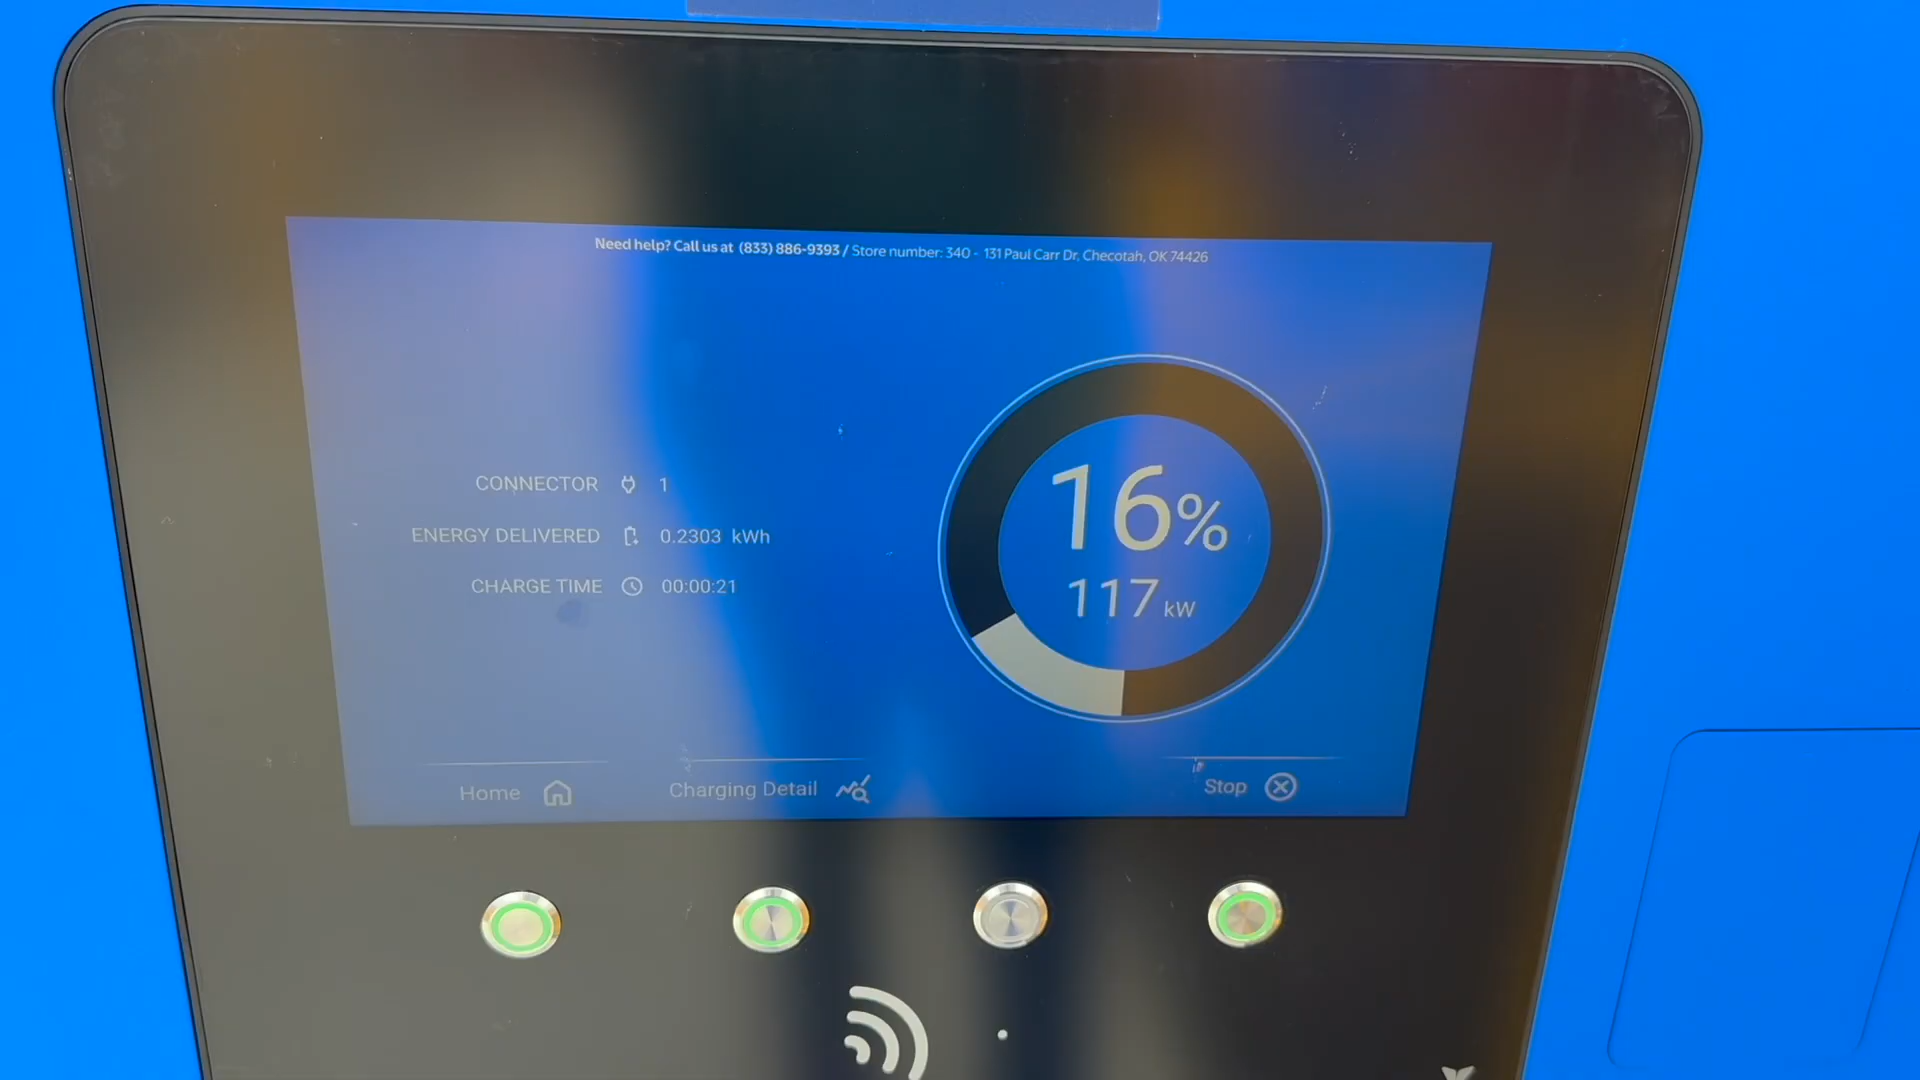 Need help? Call us at (833) 886-9393 / Store number: 340 - 131 Paul Carr Dr, Checotah, OK 74426
CONNECTOR 1
ENERGY DELIVERED 0.2303 kWh
CHARGE TIME 00:00:21
16%
117 kW
Home
Charging Detail
Stop